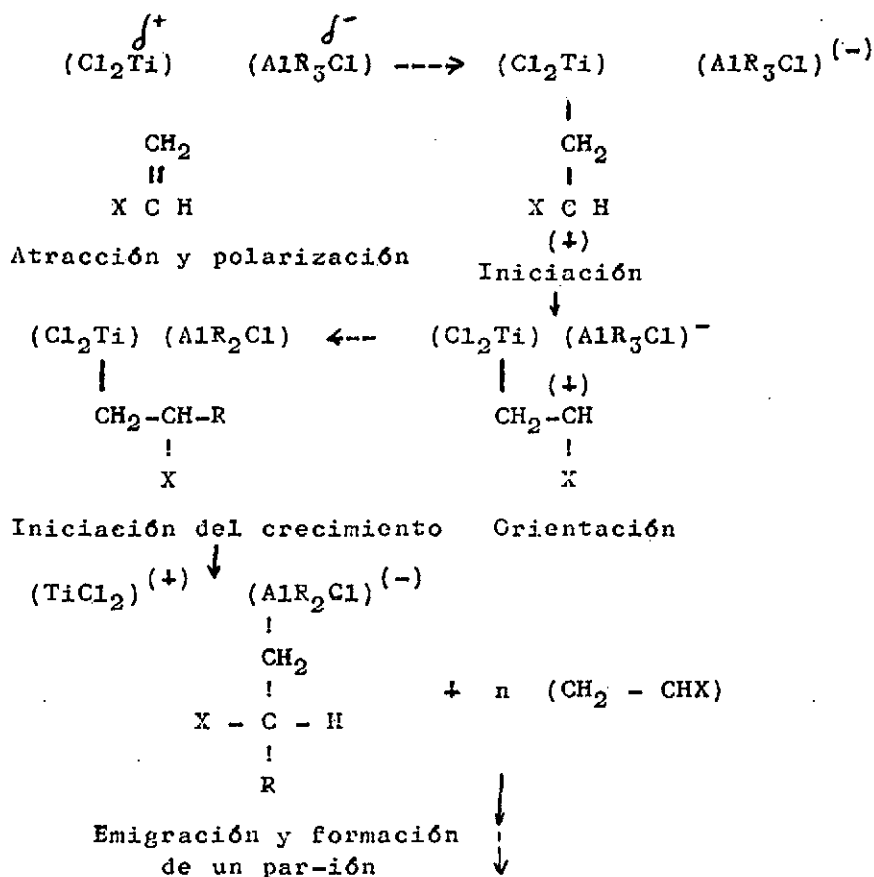 δ+ δ-
(Cl2Ti) (AlR3Cl) ----> (Cl2Ti) (AlR3Cl)(-)
CH2 CH2
X C H X C H
(+)
Atracción y polarización Iniciación
(Cl2Ti) (AlR2Cl) <--- (Cl2Ti) (AlR3Cl)-
(+)
CH2-CH-R CH2-CH
X X
Iniciación del crecimiento Orientación
(TiCl2)(+) (AlR2Cl)(-)
CH2
X - C - H + n (CH2 - CHX)
R
Emigración y formación
de un par-ión